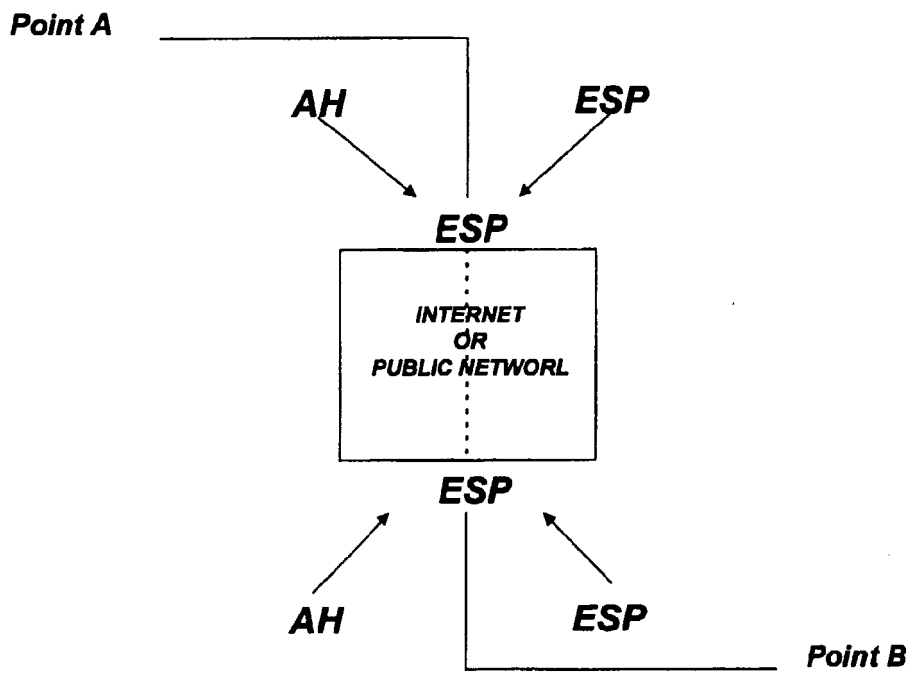 Point A
AH
ESP
ESP
INTERNET
OR
PUBLIC NETWORL
ESP
AH
ESP
Point B